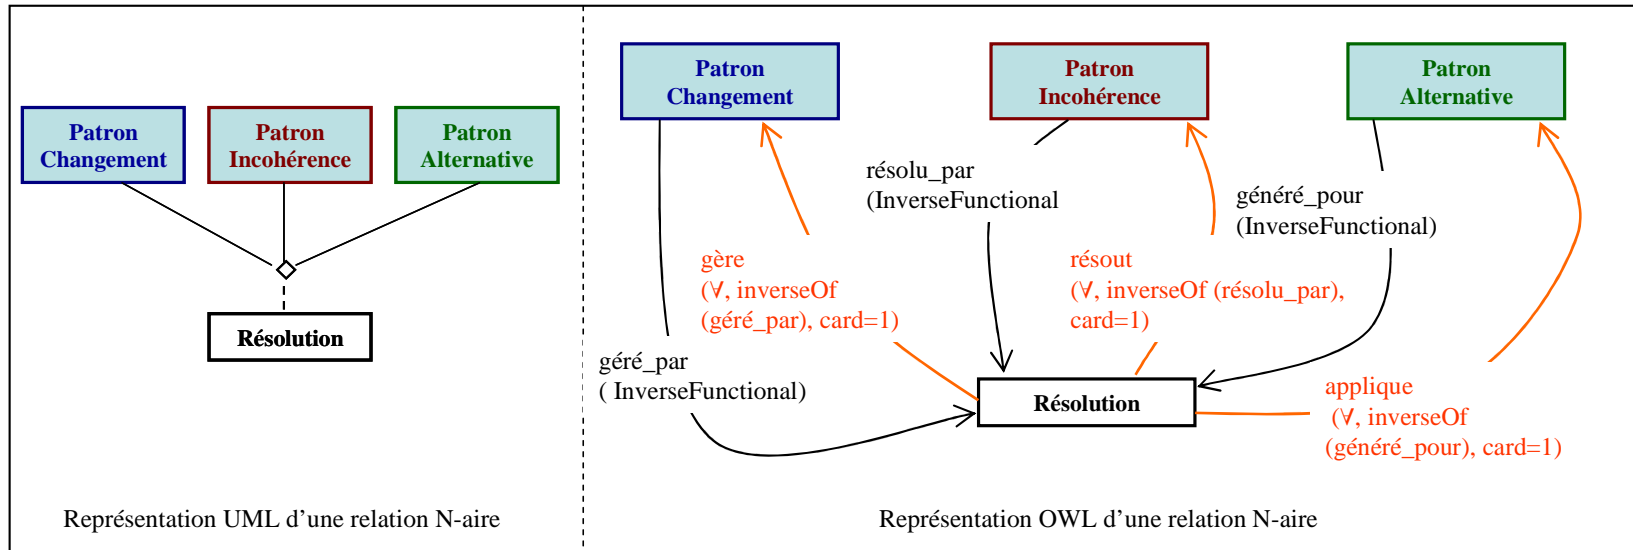 Patron
Changement
Patron
Incohérence
Patron
Alternative
Résolution
Représentation UML d’une relation N-aire
Patron
Changement
Patron
Incohérence
Patron
Alternative
résolu_par
(InverseFunctional
généré_pour
(InverseFunctional)
gère
(∀, inverseOf
(géré_par), card=1)
résout
(∀, inverseOf (résolu_par),
card=1)
géré_par
( InverseFunctional)
Résolution
applique
(∀, inverseOf
(généré_pour), card=1)
Représentation OWL d’une relation N-aire